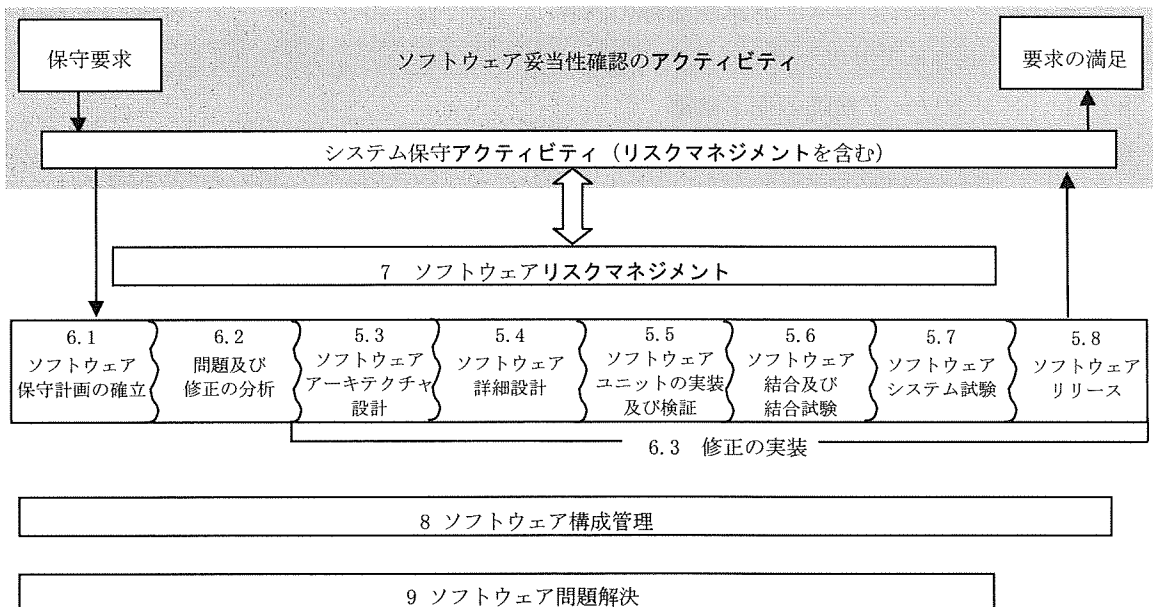 保守要求
ソフトウェア妥当性確認のアクティビティ
要求の満足
システム保守アクティビティ（リスクマネジメントを含む）
7 ソフトウェアリスクマネジメント
6.1
ソフトウェア
保守計画の確立
6.2
問題及び
修正の分析
5.3
ソフトウェア
アーキテクチャ
設計
5.4
ソフトウェア
詳細設計
5.5
ソフトウェア
ユニットの実装
及び検証
5.6
ソフトウェア
結合及び
結合試験
5.7
ソフトウェア
システム試験
5.8
ソフトウェア
リリース
6.3 修正の実装
8 ソフトウェア構成管理
9 ソフトウェア問題解決